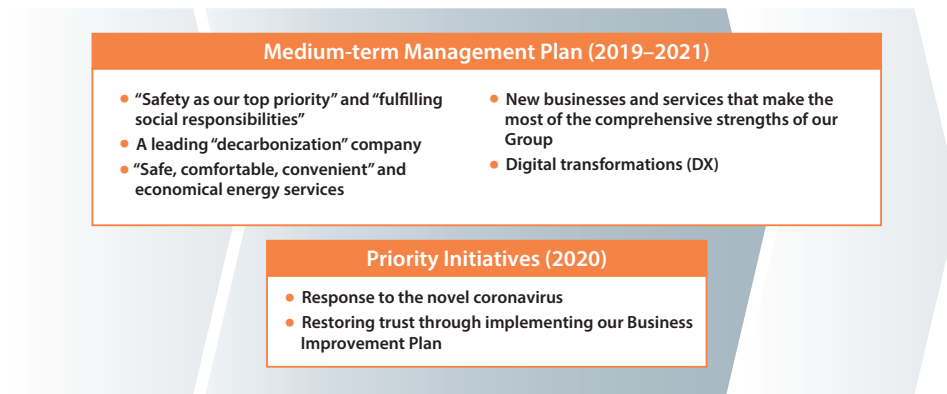 Medium-term Management Plan (2019–2021)
• “Safety as our top priority” and “fulfilling
social responsibilities”
• A leading “decarbonization” company
• “Safe, comfortable, convenient” and
economical energy services
• New businesses and services that make the
most of the comprehensive strengths of our
Group
• Digital transformations (DX)
Priority Initiatives (2020)
• Response to the novel coronavirus
• Restoring trust through implementing our Business
Improvement Plan